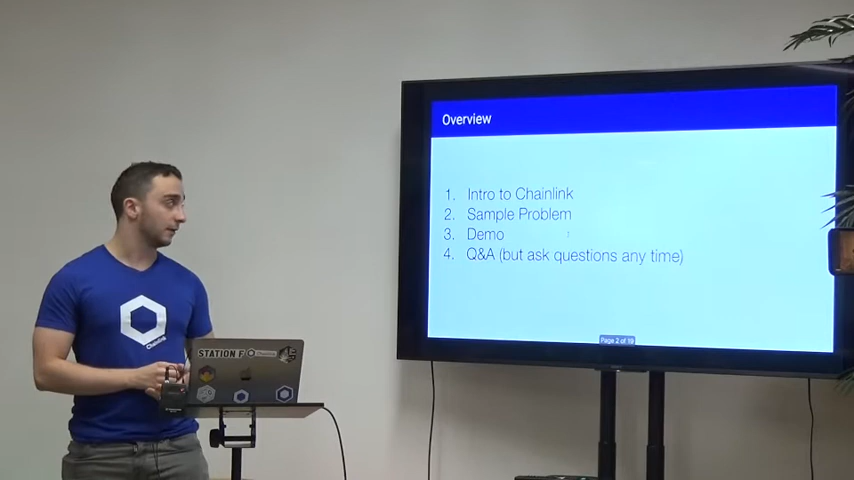 Overview
1. Intro to Chainlink
2. Sample Problem
3. Demo
4. Q&A (but ask questions any time)
Page 2 of 19
Chainlink
STATION F